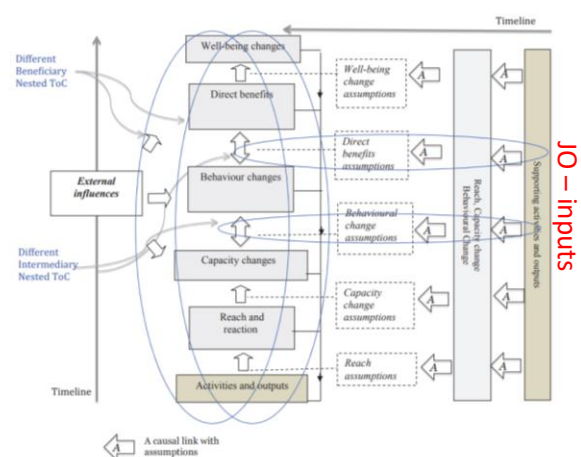 Timeline
Well-being changes
Different
Beneficiary
Nested ToC
Well-being
change
assumptions
A
A
Direct benefits
Direct
benefits
assumptions
A
A
External
influences
Behaviour changes
Behavioural
change
assumptions
A
A
Different
Intermediary
Nested ToC
Capacity changes
Capacity
change
assumptions
A
A
Reach and
reaction
Reach
assumptions
A
A
Timeline
Activities and outputs
Reach, Capacity change
Behavioural Change
Supporting activities and outputs
JO – inputs
A
A causal link with
assumptions